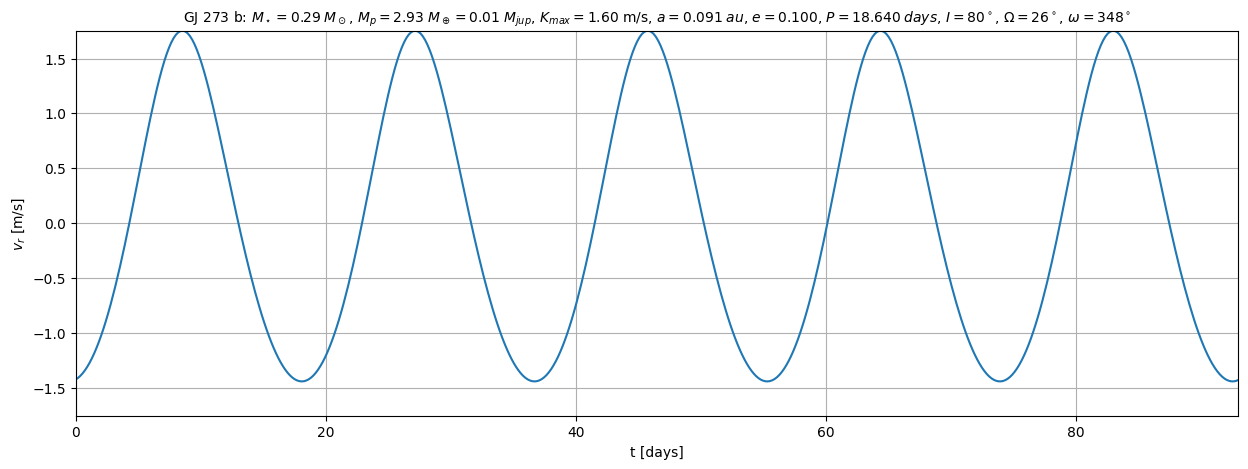 GJ 273 b: M⋆ = 0.29 M⊙, Mp = 2.93 M⊕ = 0.01 Mjup, Kmax = 1.60 m/s, a = 0.091 au, e = 0.100, P = 18.640 days, I = 80°, Ω = 26°, ω = 348°
1.5
1.0
0.5
0.0
−0.5
−1.0
−1.5
vr [m/s]
0 20 40 60 80
t [days]